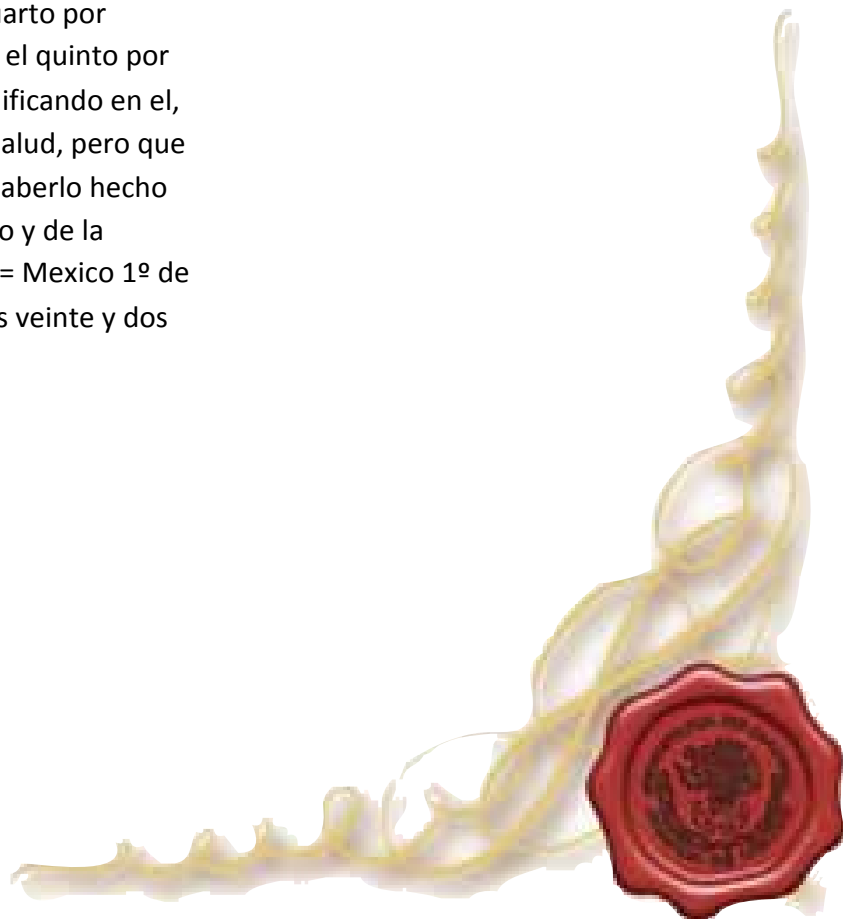 uarto por
el quinto por
ificando en el,
alud, pero que
aberlo hecho
o y de la
= Mexico 1º de
s veinte y dos